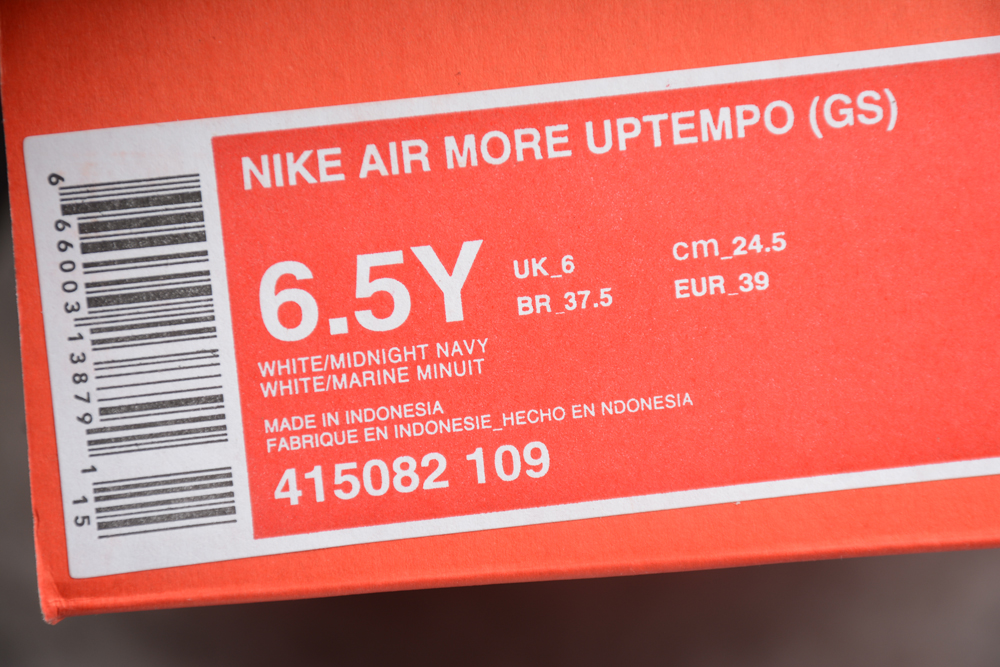 NIKE AIR MORE UPTEMPO (GS)
6.5Y
UK_6
cm_24.5
BR_37.5
EUR_39
WHITE/MIDNIGHT NAVY
WHITE/MARINE MINUIT
MADE IN INDONESIA
FABRIQUE EN INDONESIE_HECHO EN NDONESIA
415082 109
6 66003 13879 1 15